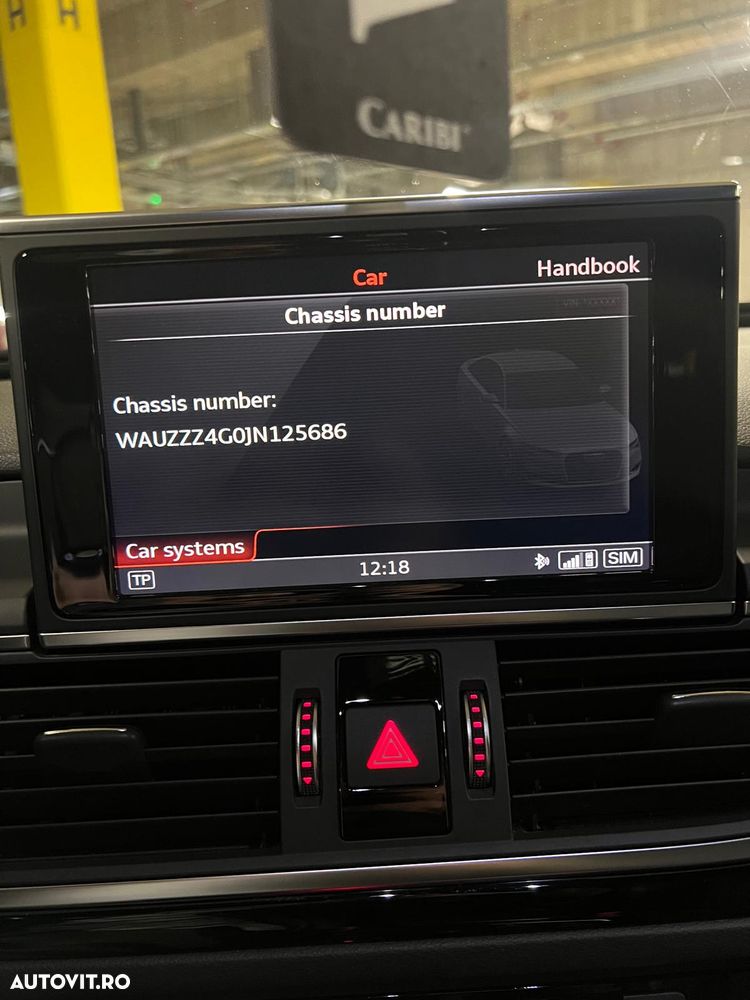 H H
CARIBI
Car
Handbook
Chassis number
Chassis number:
WAUZZZ4G0JN125686
Car systems
TP
12:18
SIM
AUTOVIT.RO